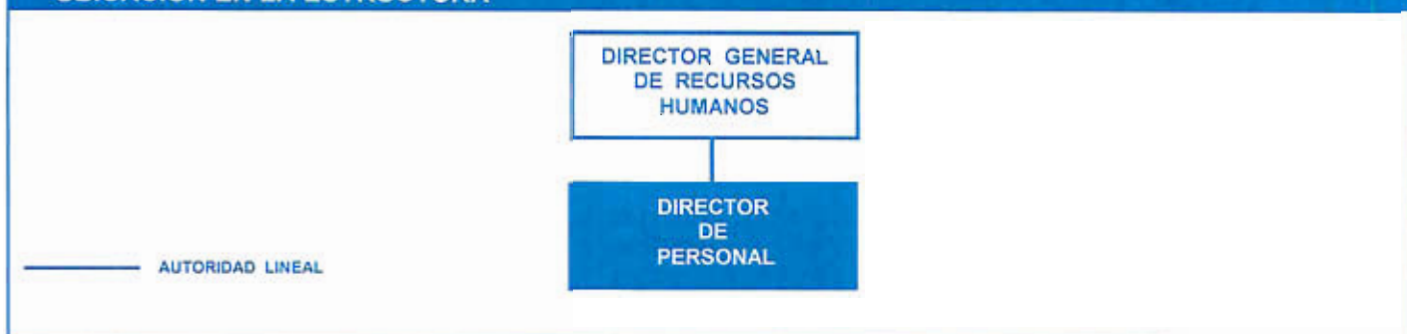 DIRECTOR GENERAL
DE RECURSOS
HUMANOS
DIRECTOR
DE
PERSONAL
AUTORIDAD LINEAL